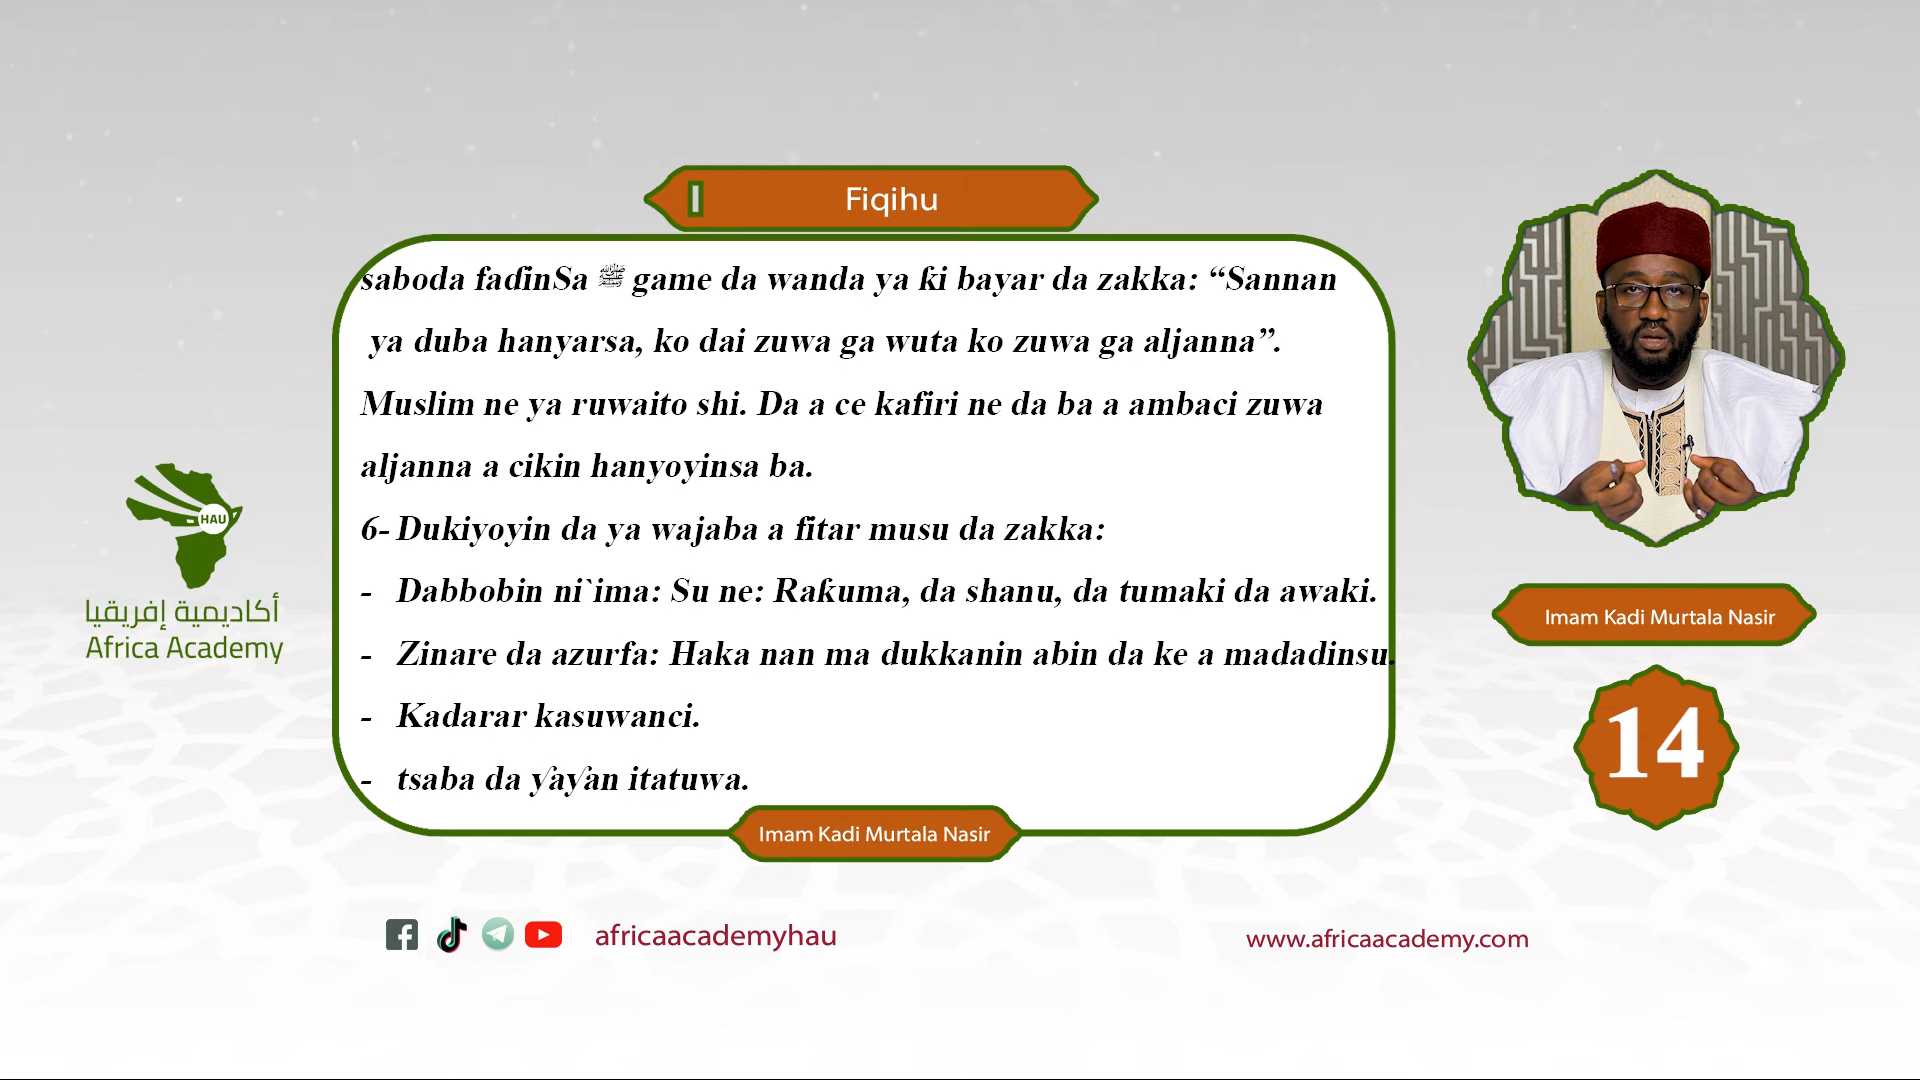 Fiqihu
saboda faɗinSa ﷺ game da wanda ya ƙi bayar da zakka: “Sannan
ya duba hanyarsa, ko dai zuwa ga wuta ko zuwa ga aljanna”.
Muslim ne ya ruwaito shi. Da a ce kafiri ne da ba a ambaci zuwa
aljanna a cikin hanyoyinsa ba.
6- Dukiyoyin da ya wajaba a fitar musu da zakka:
- Dabbobin ni`ima: Su ne: Raƙuma, da shanu, da tumaki da awaki.
- Zinare da azurfa: Haka nan ma dukkanin abin da ke a madadinsu.
- Kadarar kasuwanci.
- tsaba da ƴaƴan itatuwa.
Imam Kadi Murtala Nasir
Imam Kadi Murtala Nasir
14
HAU
أكاديمية إفريقيا
Africa Academy
africaacademyhau
www.africaacademy.com